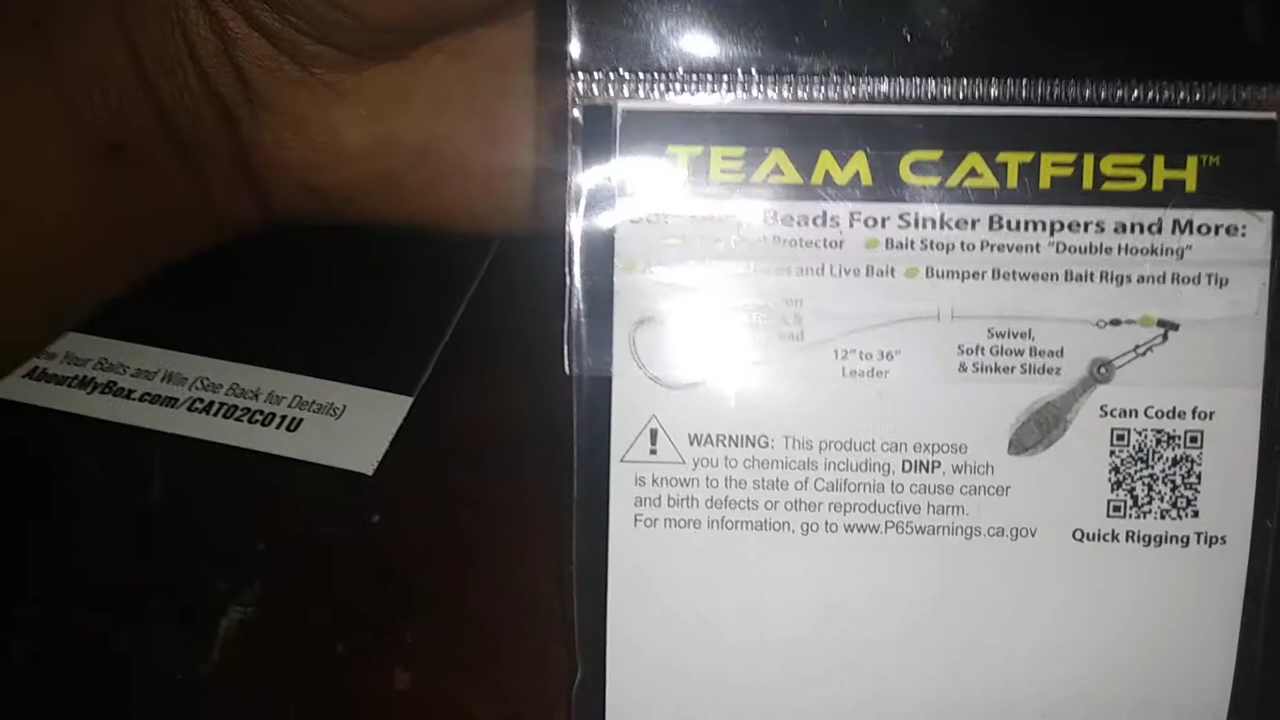 TEAM CATFISH™
Beads For Sinker Bumpers and More:
Protector Bait Stop to Prevent "Double Hooking"
and Live Bait Bumper Between Bait Rigs and Rod Tip
12" to 36"
Leader
Swivel,
Soft Glow Bead
& Sinker Slidez
Scan Code for
Quick Rigging Tips
WARNING: This product can expose
you to chemicals including, DINP, which
is known to the state of California to cause cancer
and birth defects or other reproductive harm.
For more information, go to www.P65warnings.ca.gov
Your Baits and Win (See Back for Details)
AboutMyBox.com/CAT02C01U